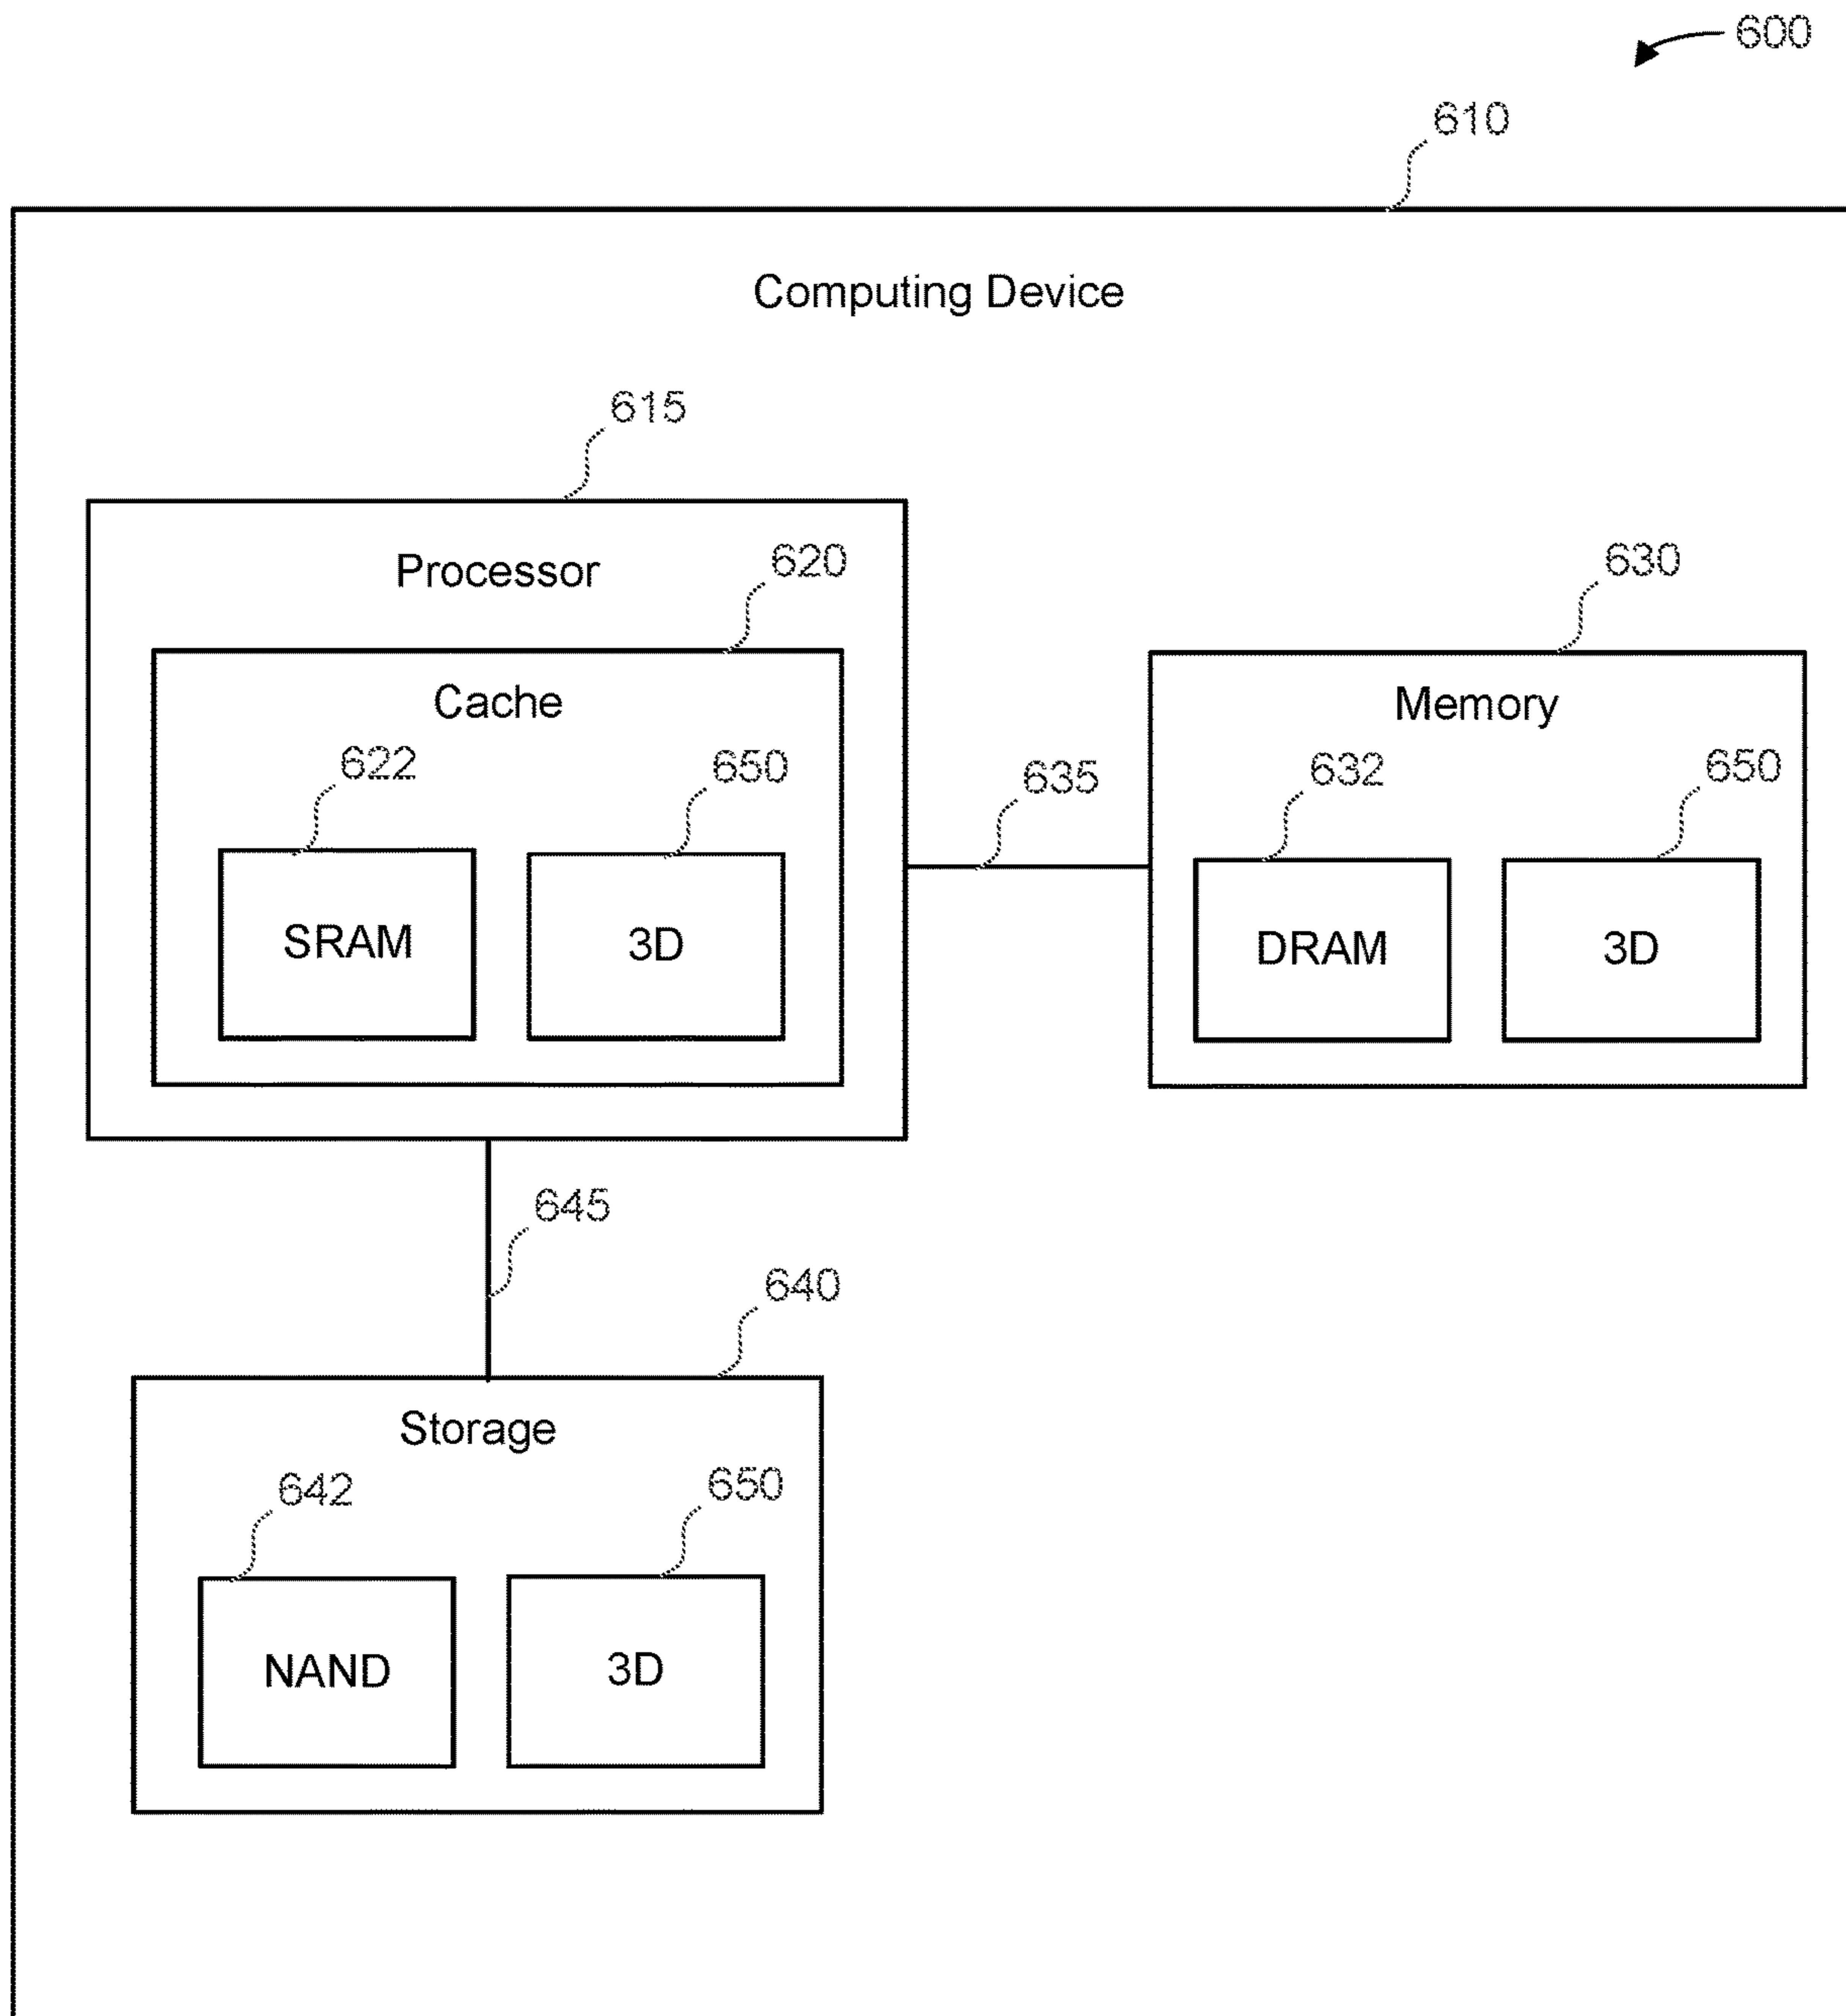 600
610
Computing Device
615
Processor
620
630
Cache
Memory
622
650
635
632
650
SRAM
3D
DRAM
3D
645
640
Storage
642
650
NAND
3D